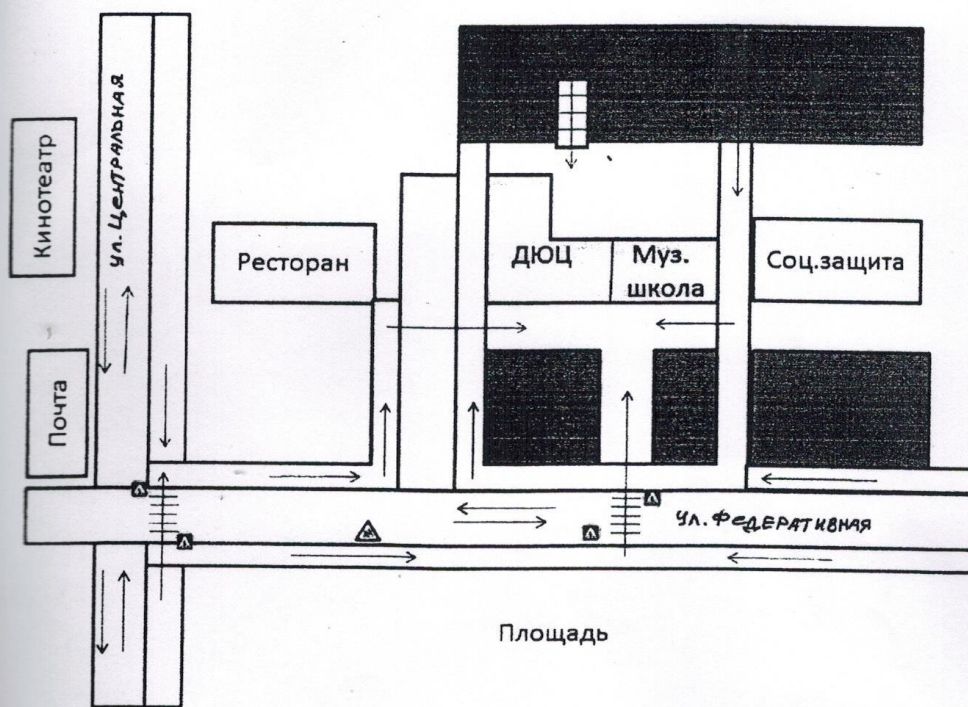 ул. Центральная
Кинотеатр
Почта
Ресторан
ДЮЦ
Муз.
школа
Соц.защита
ул. Федеративная
Площадь